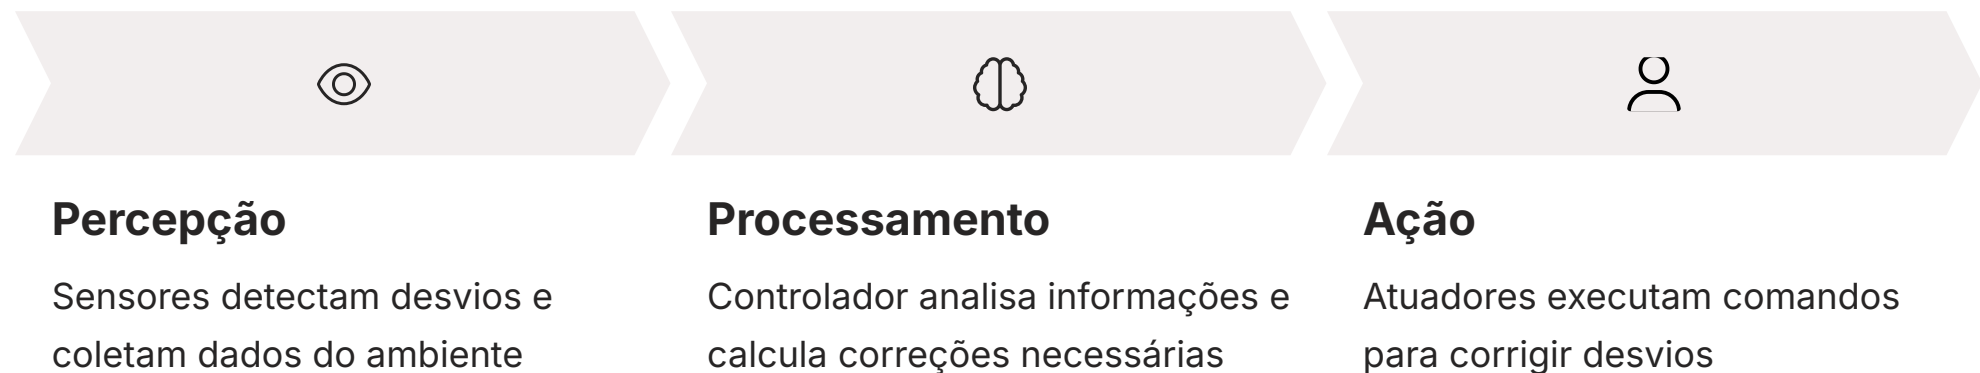 Percepção
Sensores detectam desvios e
coletam dados do ambiente
Processamento
Controlador analisa informações e
calcula correções necessárias
Ação
Atuadores executam comandos
para corrigir desvios